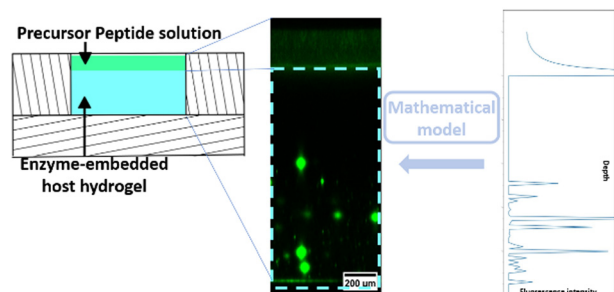 Precursor Peptide solution
Enzyme-embedded
host hydrogel
200 um
Mathematical
model
Depth
Fluorescence intensity